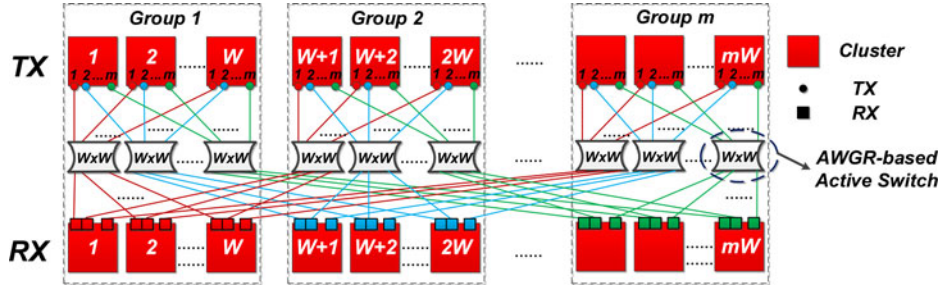 Group 1 Group 2 Group m
TX 1 2 ...... W W+1 W+2 ...... 2W ...... ...... mW Cluster
1 2 ... m 1 2 ... m 1 2 ... m 1 2 ... m 1 2 ... m 1 2 ... m 1 2 ... m 1 2 ... m 1 2 ... m TX
RX
...... ...... ...... ...... ...... ......
WxW WxW ...... WxW WxW WxW ...... WxW ...... WxW WxW ...... WxW AWGR-based
Active Switch
...... ...... ......
RX 1 2 ...... W W+1 W+2 ...... 2W ...... ...... mW